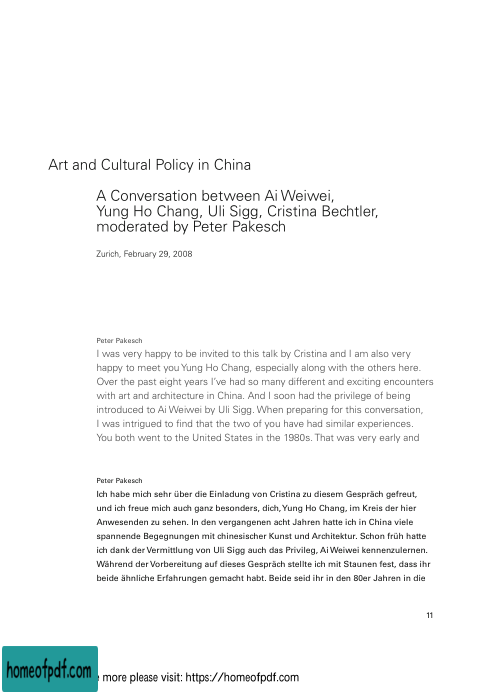 Art and Cultural Policy in China
A Conversation between Ai Weiwei,
Yung Ho Chang, Uli Sigg, Cristina Bechtler,
moderated by Peter Pakesch
Zurich, February 29, 2008
Peter Pakesch
I was very happy to be invited to this talk by Cristina and I am also very
happy to meet you Yung Ho Chang, especially along with the others here.
Over the past eight years I've had so many different and exciting encounters
with art and architecture in China. And I soon had the privilege of being
introduced to Ai Weiwei by Uli Sigg. When preparing for this conversation,
I was intrigued to find that the two of you have had similar experiences.
You both went to the United States in the 1980s. That was very early and
Peter Pakesch
Ich habe mich sehr über die Einladung von Cristina zu diesem Gespräch gefreut,
und ich freue mich auch ganz besonders, dich, Yung Ho Chang, im Kreis der hier
Anwesenden zu sehen. In den vergangenen acht Jahren hatte ich in China viele
spannende Begegnungen mit chinesischer Kunst und Architektur. Schon früh hatte
ich dank der Vermittlung von Uli Sigg auch das Privileg, Ai Weiwei kennenzulernen.
Während der Vorbereitung auf dieses Gespräch stellte ich mit Staunen fest, dass ihr
beide ähnliche Erfahrungen gemacht habt. Beide seid ihr in den 80er Jahren in die
11
homeofpdf.com
more please visit: https://homeofpdf.com